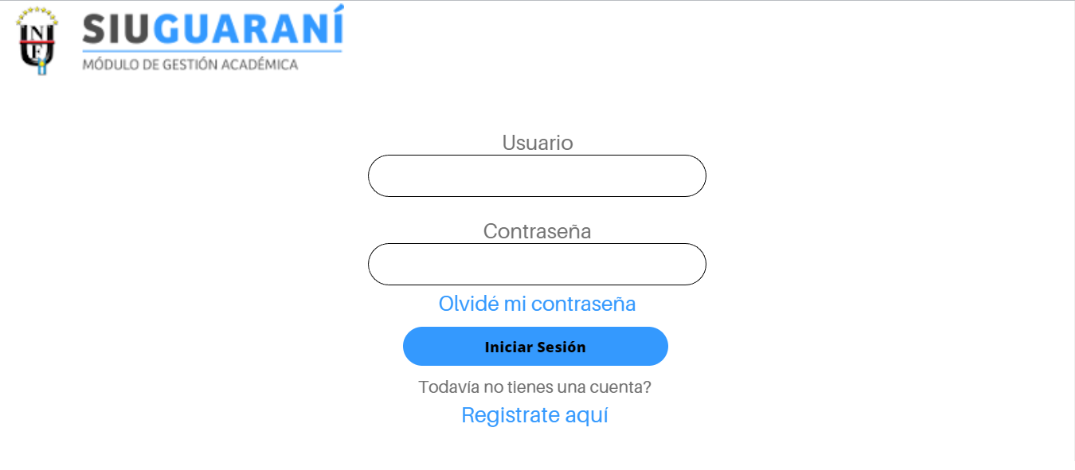 INF
SIUGUARANÍ
MÓDULO DE GESTIÓN ACADÉMICA
Usuario
Contraseña
Olvidé mi contraseña
Iniciar Sesión
Todavía no tienes una cuenta?
Registrate aquí